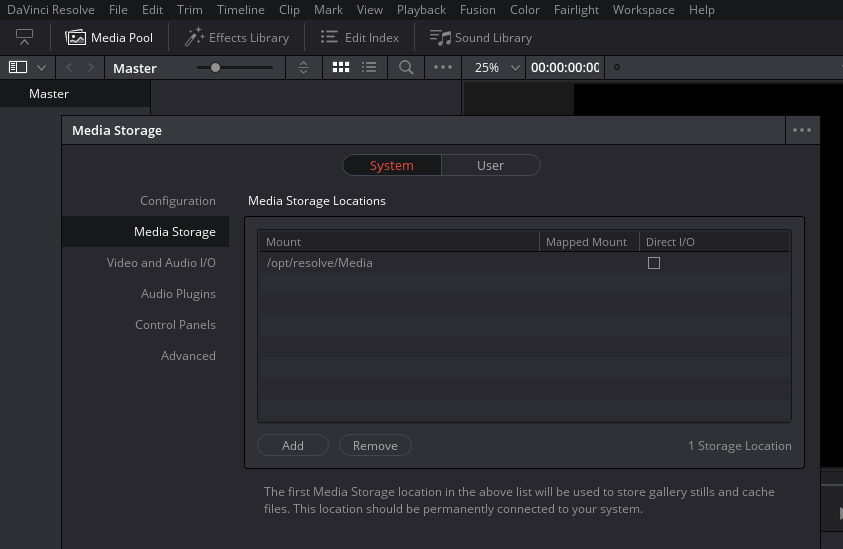 DaVinci Resolve File Edit Trim Timeline Clip Mark View Playback Fusion Color Fairlight Workspace Help
Media Pool Effects Library Edit Index Sound Library
Master 25% 00:00:00:00
Master
Media Storage
System User
Configuration Media Storage Locations
Media Storage
Mount Mapped Mount Direct I/O
Video and Audio I/O /opt/resolve/Media
Audio Plugins
Control Panels
Advanced
Add Remove 1 Storage Location
The first Media Storage location in the above list will be used to store gallery stills and cache
files. This location should be permanently connected to your system.